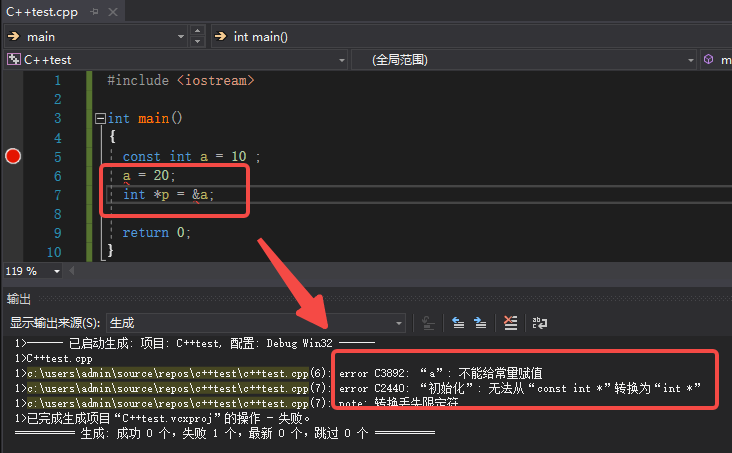 C++test.cpp
main
int main()
C++test
(全局范围)
m
1 #include <iostream>
2
3 int main()
4 {
5 const int a = 10 ;
6 a = 20;
7 int *p = &a;
8
9 return 0;
10 }
119 %
输出
显示输出来源(S): 生成
1>------ 已启动生成: 项目: C++test, 配置: Debug Win32 ------
1>C++test.cpp
1>c:\users\admin\source\repos\c++test\c++test.cpp(6): error C3892: “a”: 不能给常量赋值
1>c:\users\admin\source\repos\c++test\c++test.cpp(7): error C2440: “初始化”: 无法从“const int *”转换为“int *”
1>c:\users\admin\source\repos\c++test\c++test.cpp(7): note: 转换丢失限定符
1>已完成生成项目“C++test.vcxproj”的操作 - 失败。
========== 生成: 成功 0 个，失败 1 个，最新 0 个，跳过 0 个 ==========